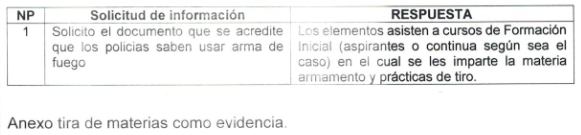 NP Solicitud de información RESPUESTA
1 Solicito el documento que se acredite Los elementos asisten a cursos de Formación
que los policias saben usar arma de Inicial (aspirantes o continua según sea el
fuego caso) en el cual se les imparte la materia
armamento y prácticas de tiro.
Anexo tira de materias como evidencia.